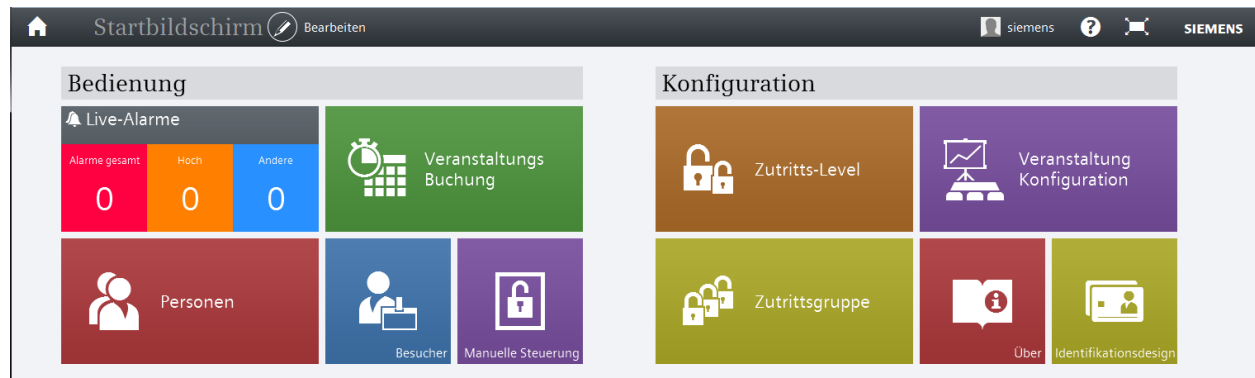 Startbildschirm Bearbeiten siemens ? SIEMENS
Bedienung
Live-Alarme
Alarme gesamt Hoch Andere
0 0 0
Veranstaltungs
Buchung
Personen
Besucher
Manuelle Steuerung
Konfiguration
Zutritts-Level
Veranstaltung
Konfiguration
Zutrittsgruppe
Über
Identifikationsdesign